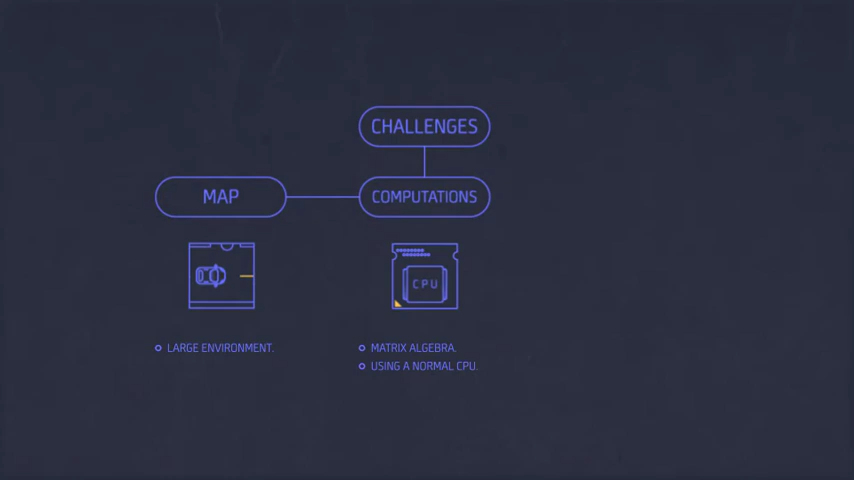 CHALLENGES
MAP
COMPUTATIONS
CPU
LARGE ENVIRONMENT.
MATRIX ALGEBRA.
USING A NORMAL CPU.